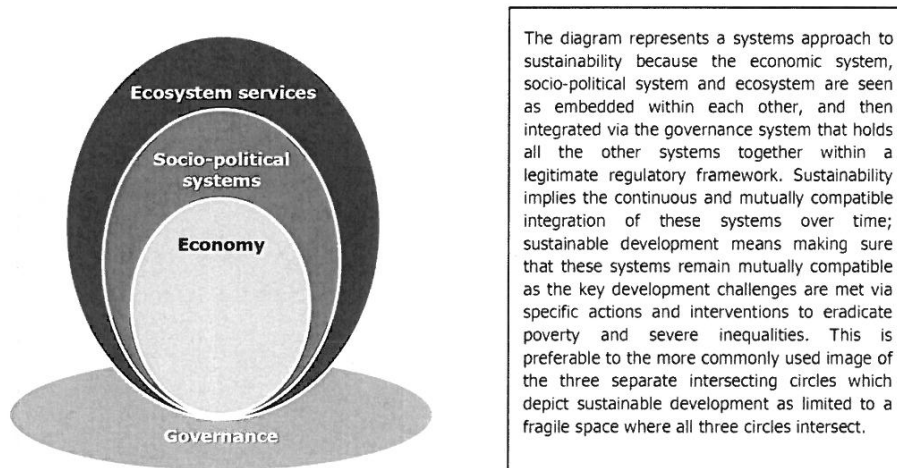 Ecosystem services
Socio-political
systems
Economy
Governance
The diagram represents a systems approach to
sustainability because the economic system,
socio-political system and ecosystem are seen
as embedded within each other, and then
integrated via the governance system that holds
all the other systems together within a
legitimate regulatory framework. Sustainability
implies the continuous and mutually compatible
integration of these systems over time;
sustainable development means making sure
that these systems remain mutually compatible
as the key development challenges are met via
specific actions and interventions to eradicate
poverty and severe inequalities. This is
preferable to the more commonly used image of
the three separate intersecting circles which
depict sustainable development as limited to a
fragile space where all three circles intersect.